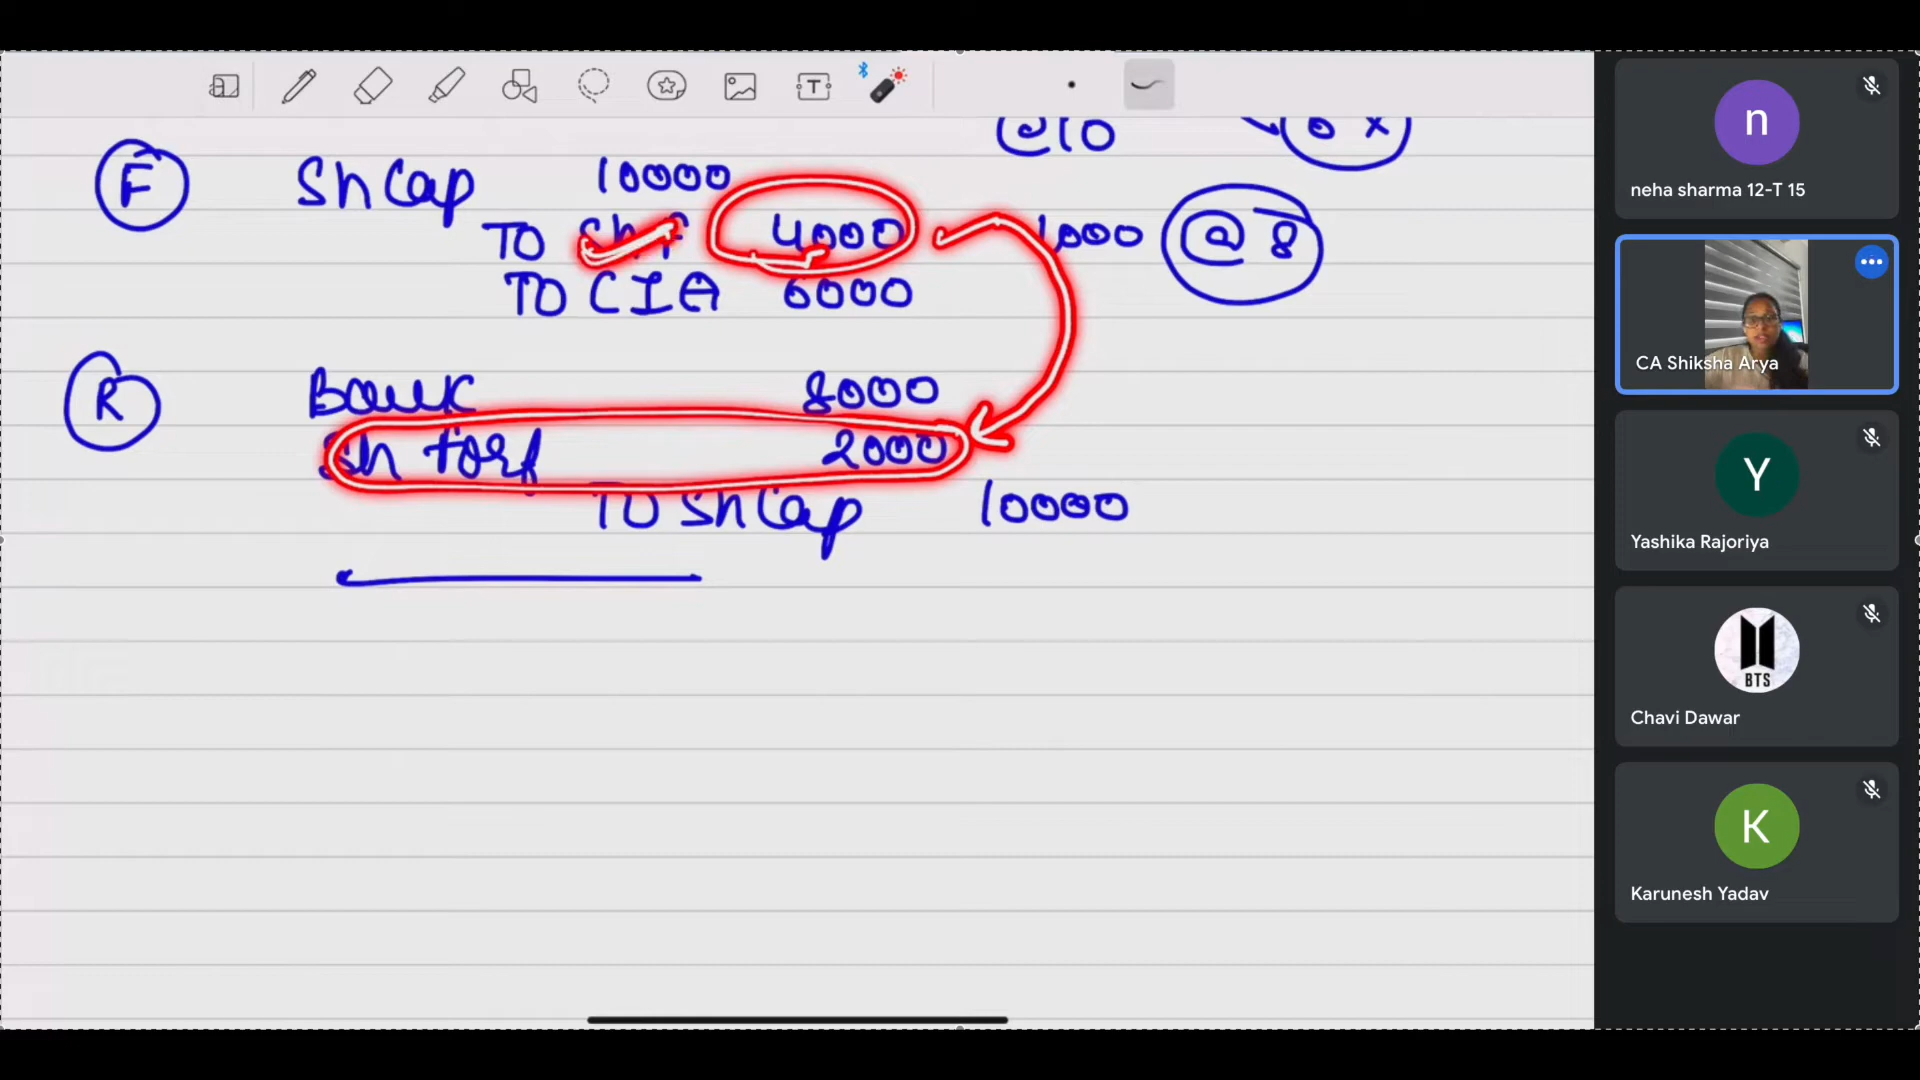 T
@10
6 x
F
Sh Cap 10000
TO Sh.F 4000 1000 @ 8
TO CIA 6000
R
Bank 8000
Sh forf 2000
TO Sh Cap 10000
n
neha sharma 12-T 15
CA Shiksha Arya
Y
Yashika Rajoriya
BTS
Chavi Dawar
K
Karunesh Yadav